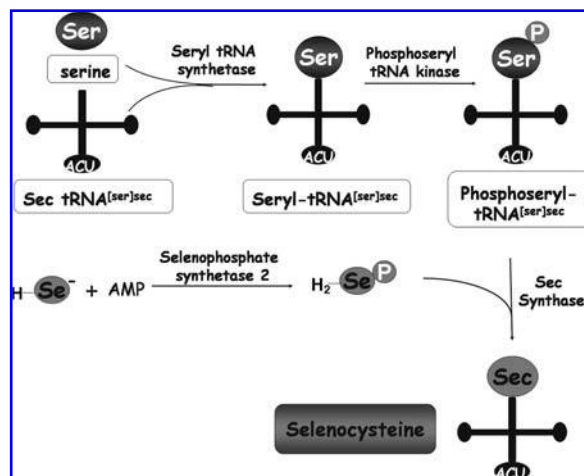 Ser
serine
Seryl tRNA
synthetase
Ser
Phosphoseryl
tRNA kinase
P
Ser
ACU
ACU
ACU
Sec tRNA[ser]sec
Seryl-tRNA[ser]sec
Phosphoseryl-
tRNA[ser]sec
Selenophosphate
synthetase 2
H Se- + AMP
H2 Se P
Sec
Synthase
Sec
Selenocysteine
ACU